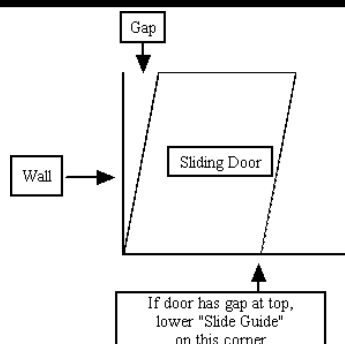 Gap
Sliding Door
Wall
If door has gap at top,
lower "Slide Guide"
on this corner